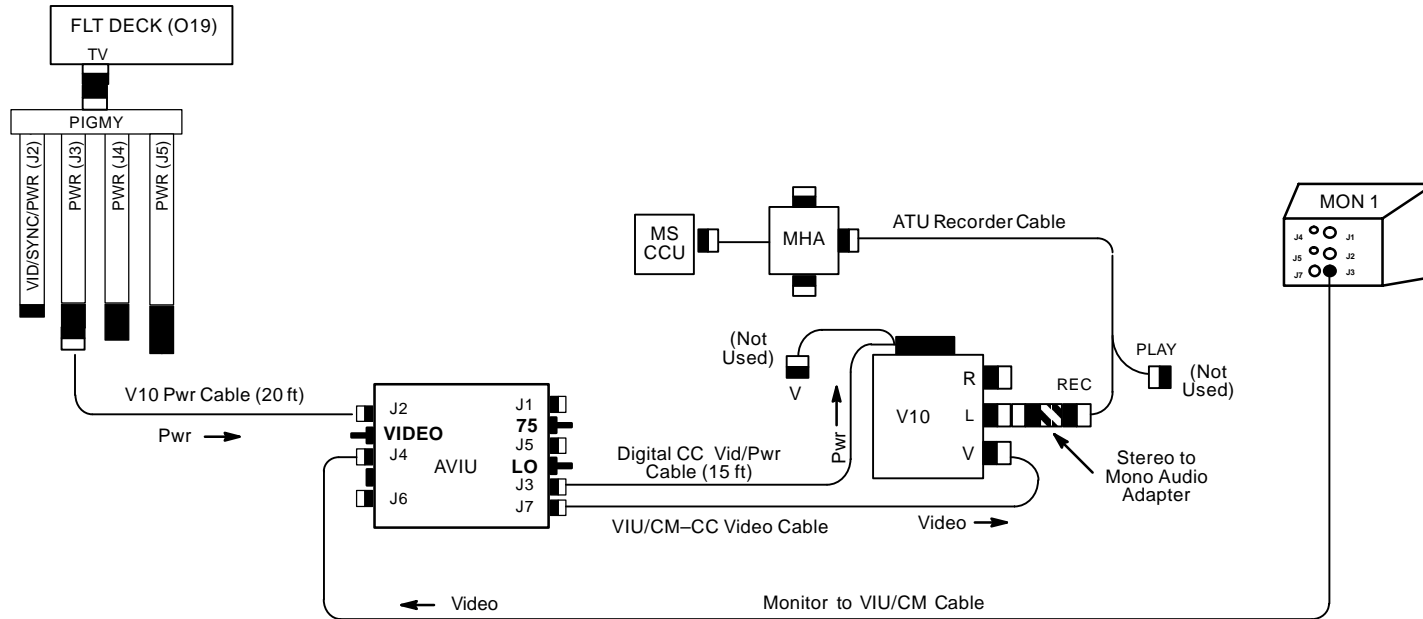 FLT DECK (O19)
TV
PIGMY
VID/SYNC/PWR (J2)
PWR (J3)
PWR (J4)
PWR (J5)
V10 Pwr Cable (20 ft)
Pwr
J2
VIDEO
J4
AVIU
J6
J1
75
J5
LO
J3
J7
Digital CC Vid/Pwr
Cable (15 ft)
VIU/CM–CC Video Cable
Video
Pwr
MS
CCU
MHA
ATU Recorder Cable
(Not
Used)
V
V10
R
L
V
REC
PLAY
(Not
Used)
Stereo to
Mono Audio
Adapter
MON 1
J4
J1
J5
J2
J7
J3
Video
Monitor to VIU/CM Cable